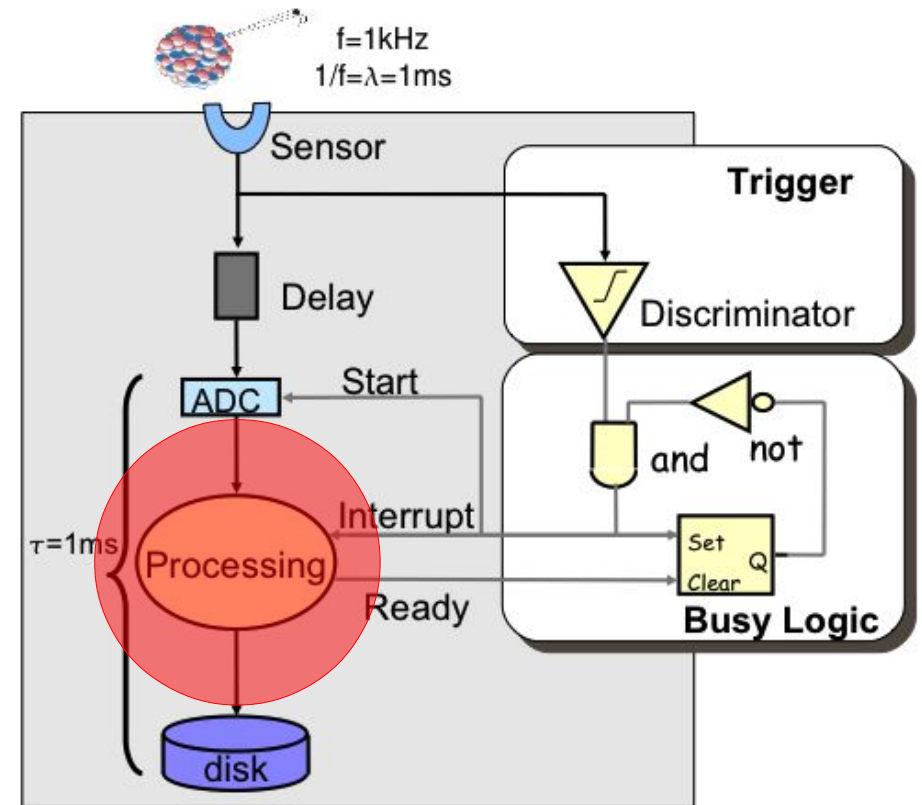 f=1kHz
1/f=λ=1ms
Sensor
Trigger
Delay
Discriminator
ADC
Start
and
not
Interrupt
τ=1ms
Processing
Set
Q
Clear
Ready
Busy Logic
disk